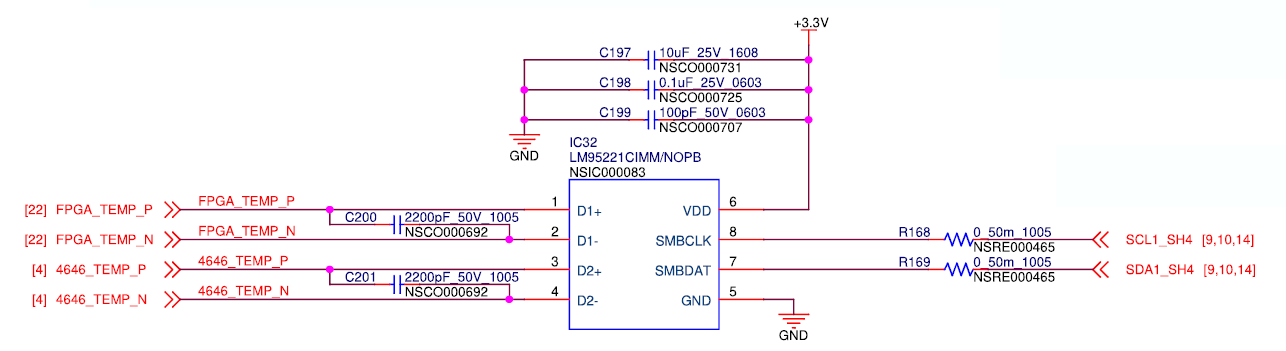 +3.3V
C197 10uF_25V_1608
NSCO000731
C198 0.1uF_25V_0603
NSCO000725
C199 100pF_50V_0603
NSCO000707
GND
IC32
LM95221CIMM/NOPB
NSIC000083
[22] FPGA_TEMP_P FPGA_TEMP_P 1 D1+ VDD 6
C200 2200pF_50V_1005
NSCO000692
[22] FPGA_TEMP_N FPGA_TEMP_N 2 D1- SMBCLK 8 R168 0_50m_1005 SCL1_SH4 [9,10,14]
NSRE000465
[4] 4646_TEMP_P 4646_TEMP_P 3 D2+ SMBDAT 7 R169 0_50m_1005 SDA1_SH4 [9,10,14]
NSRE000465
C201 2200pF_50V_1005
NSCO000692
[4] 4646_TEMP_N 4646_TEMP_N 4 D2- GND 5
GND